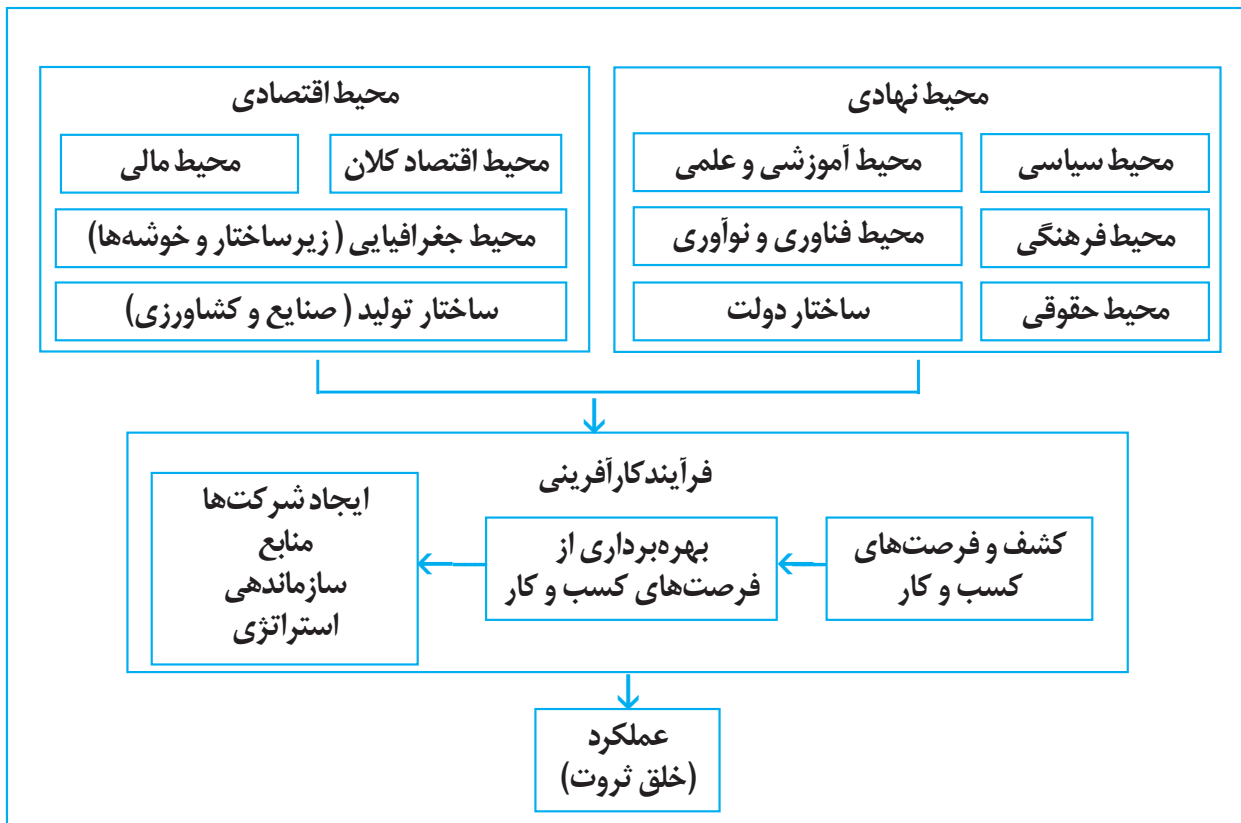 محیط نهادی
محیط سیاسی
محیط آموزشی و علمی
محیط فرهنگی
محیط فناوری و نوآوری
محیط حقوقی
ساختار دولت
محیط اقتصادی
محیط اقتصاد کلان
محیط مالی
محیط جغرافیایی (زیرساختار و خوشه‌ها)
ساختار تولید (صنایع و کشاورزی)
فرآیند کارآفرینی
کشف و فرصت‌های
کسب و کار
بهره‌برداری از
فرصت‌های کسب و کار
ایجاد شرکت‌ها
منابع
سازماندهی
استراتژی
عملکرد
(خلق ثروت)